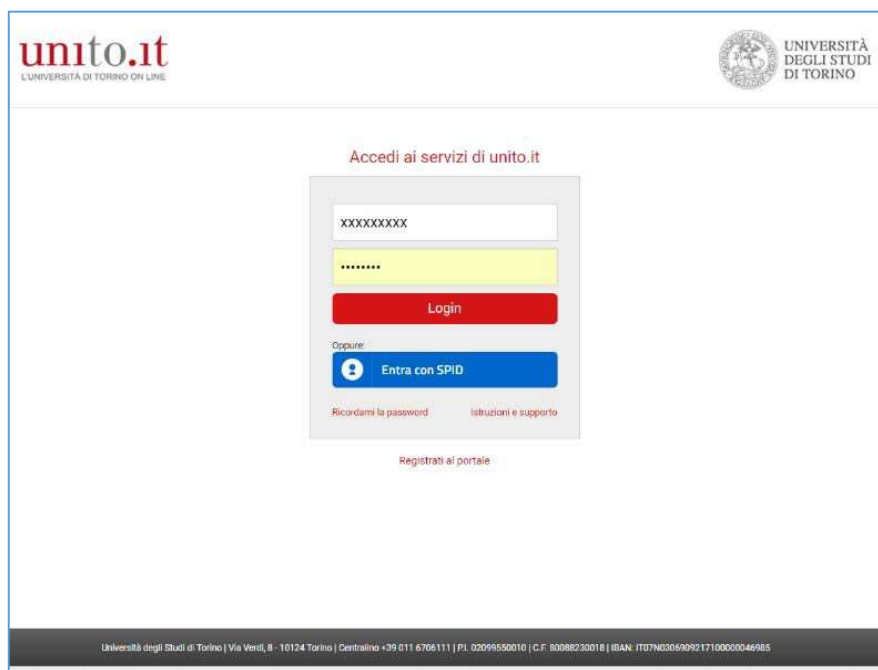 unito.it
L'UNIVERSITÀ DI TORINO ON LINE
UNIVERSITÀ
DEGLI STUDI
DI TORINO
Accedi ai servizi di unito.it
xxxxxxxxx
••••••••
Login
Oppure:
Entra con SPID
Ricordami la password
Istruzioni e supporto
Registrati al portale
Università degli Studi di Torino | Via Verdi, 8 - 10124 Torino | Centralino +39 011 6706111 | P.I. 02099550010 | C.F. 80088230018 | IBAN: IT07N0306909217100000046985